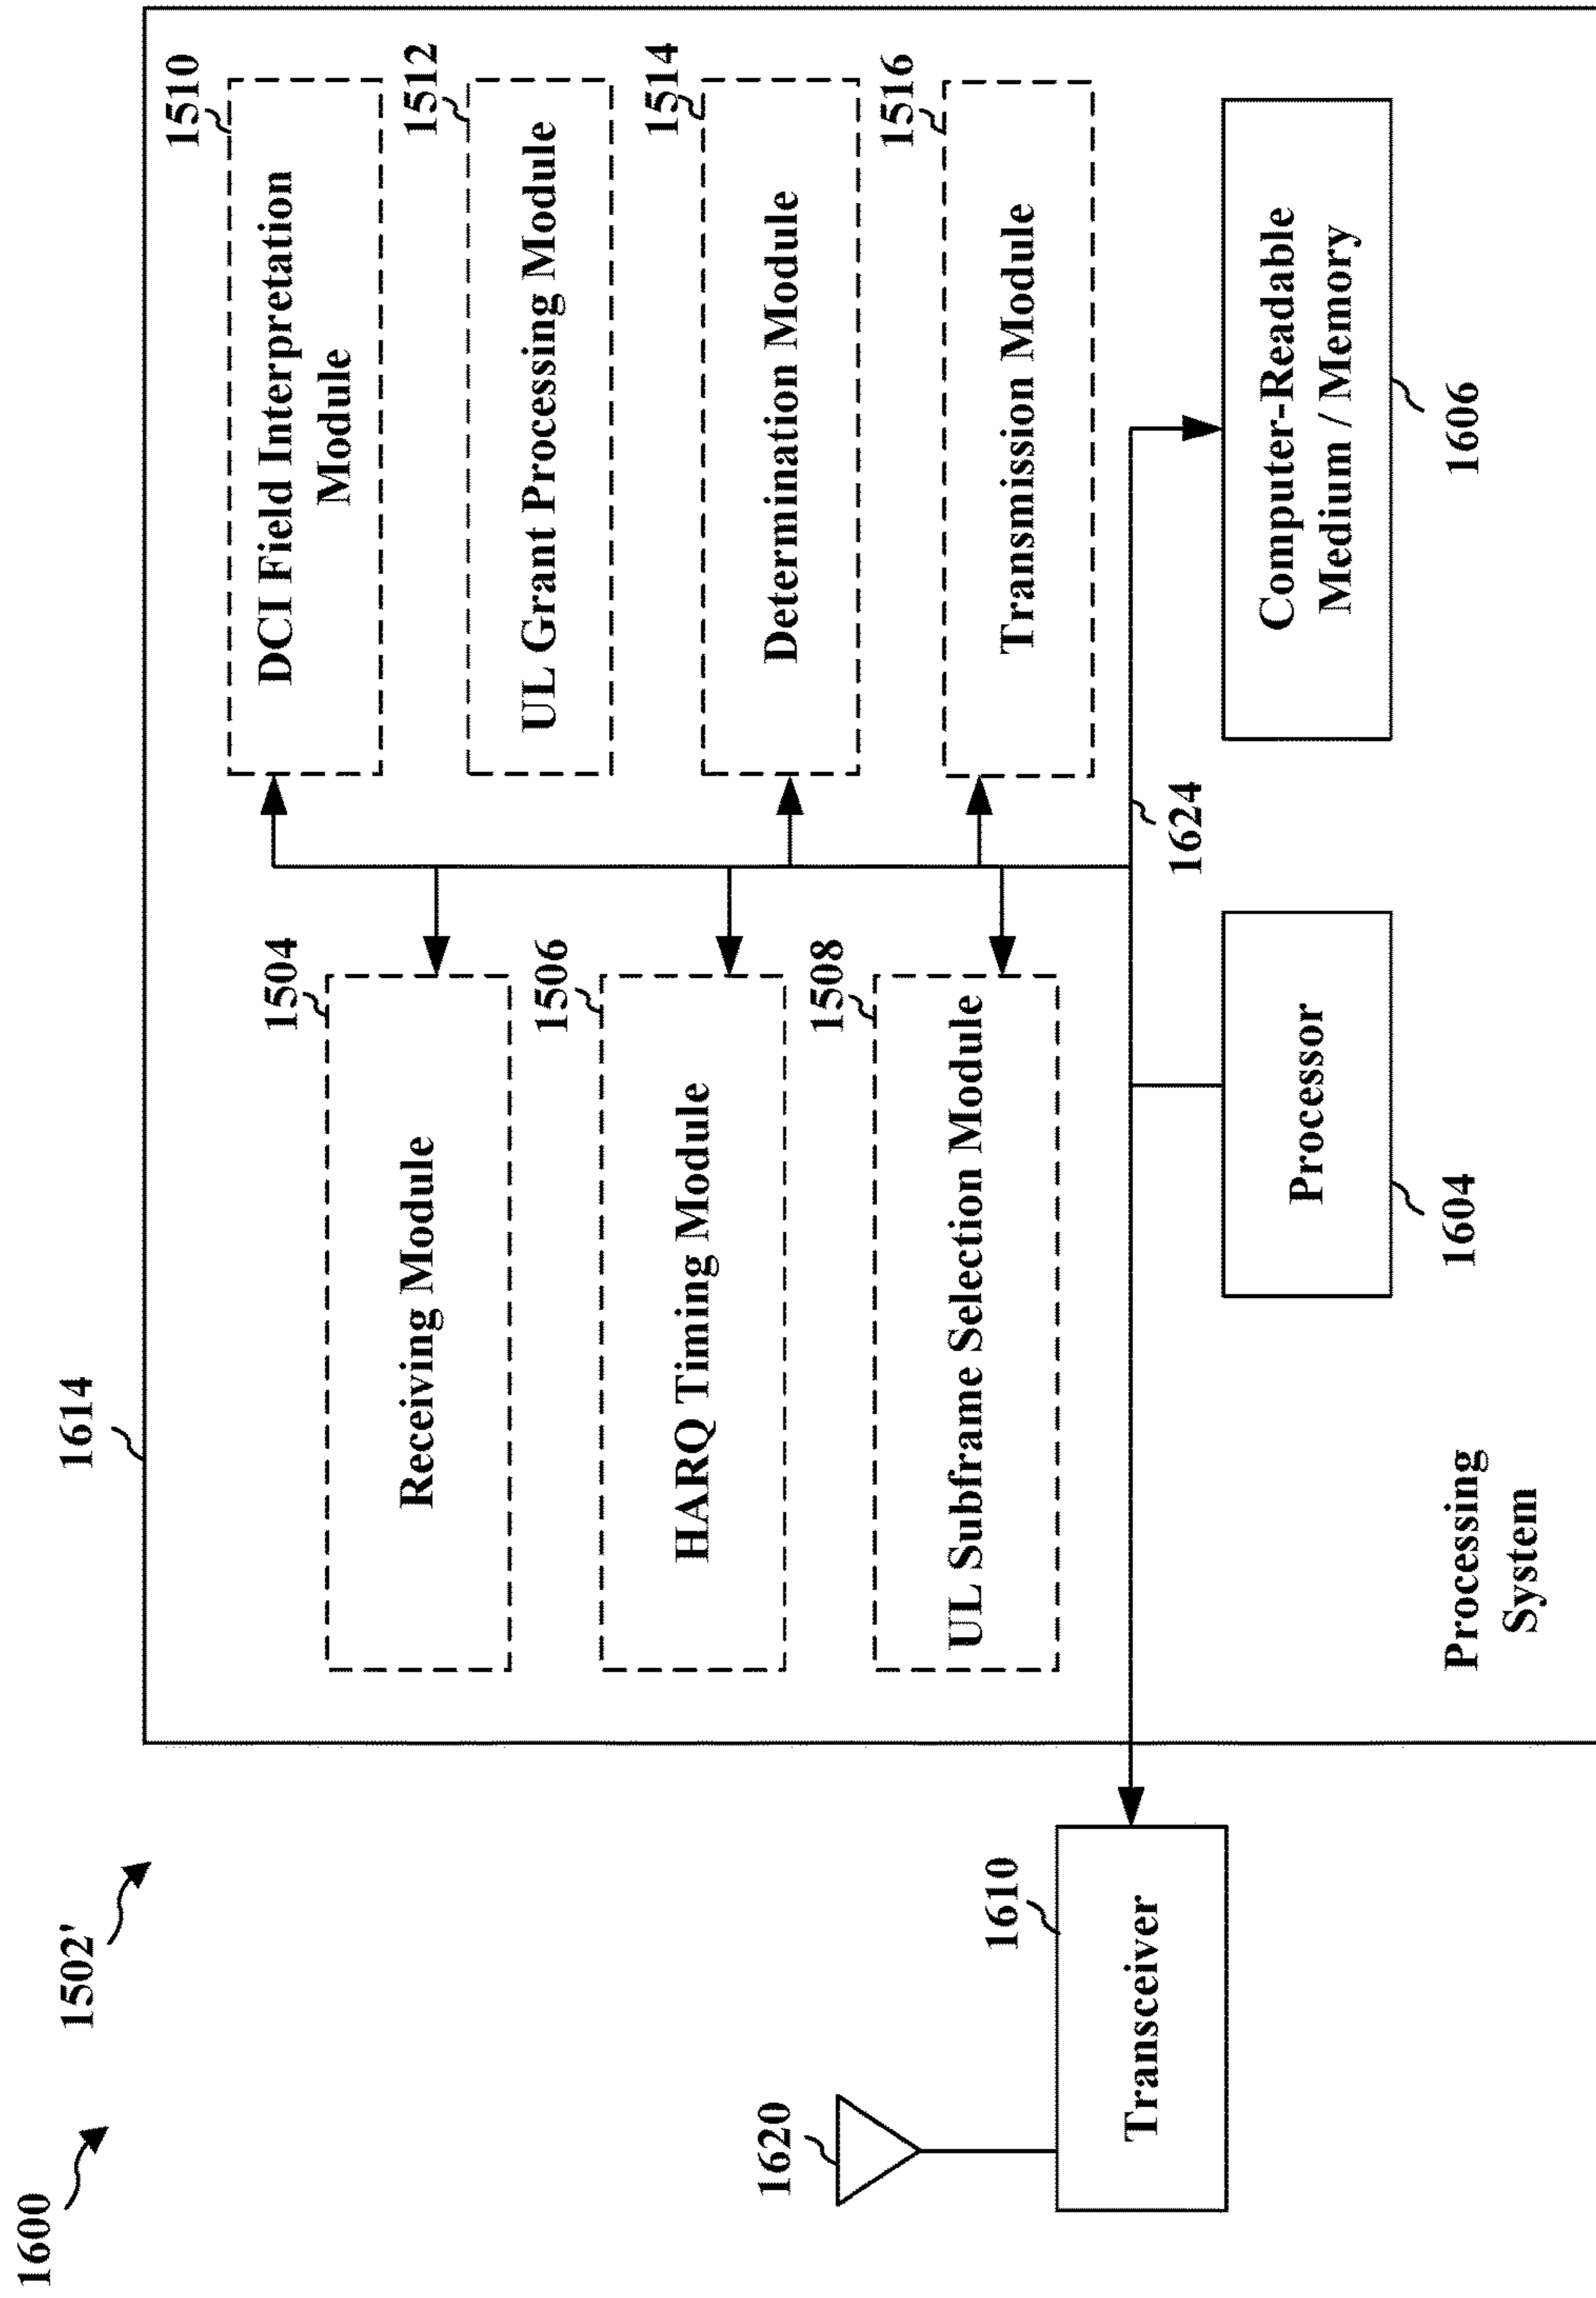 1600
1502'
1614
1504
Receiving Module
1510
DCI Field Interpretation
Module
1506
HARQ Timing Module
1512
UL Grant Processing Module
1508
UL Subframe Selection Module
1514
Determination Module
1516
Transmission Module
1620
1610
Transceiver
1624
Processor
1604
Computer-Readable
Medium / Memory
1606
Processing
System